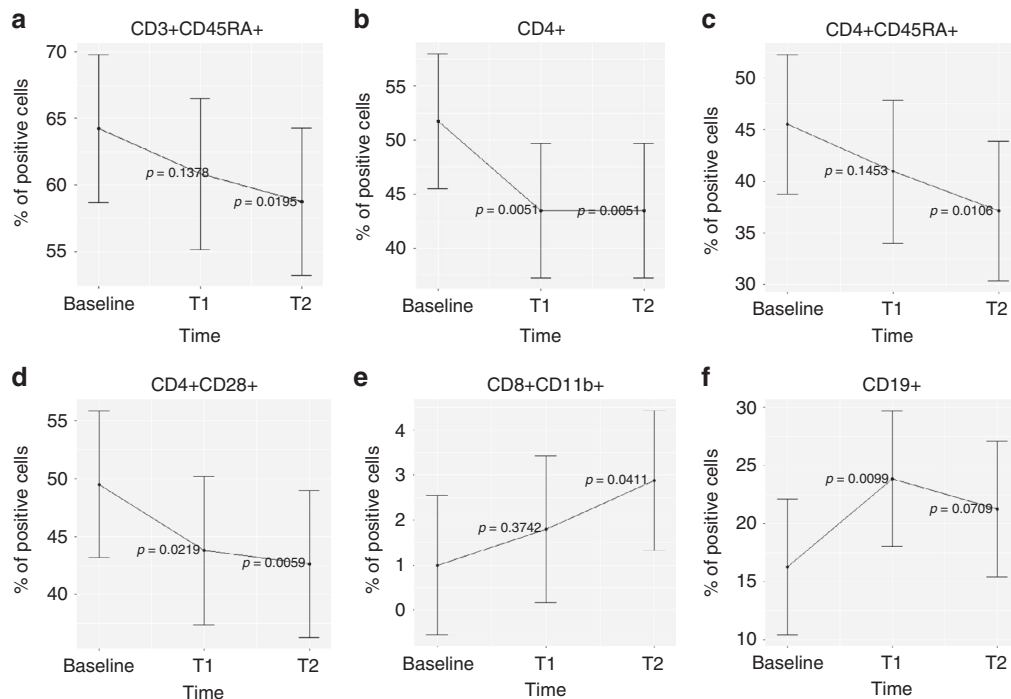 a
CD3+CD45RA+
% of positive cells
70
65
60
55
p = 0.1378
p = 0.0195
Baseline T1 T2
Time
b
CD4+
% of positive cells
55
50
45
40
p = 0.0051
p = 0.0051
Baseline T1 T2
Time
c
CD4+CD45RA+
% of positive cells
50
45
40
35
30
p = 0.1453
p = 0.0106
Baseline T1 T2
Time
d
CD4+CD28+
% of positive cells
55
50
45
40
p = 0.0219
p = 0.0059
Baseline T1 T2
Time
e
CD8+CD11b+
% of positive cells
4
3
2
1
0
p = 0.3742
p = 0.0411
Baseline T1 T2
Time
f
CD19+
% of positive cells
30
25
20
15
10
p = 0.0099
p = 0.0709
Baseline T1 T2
Time